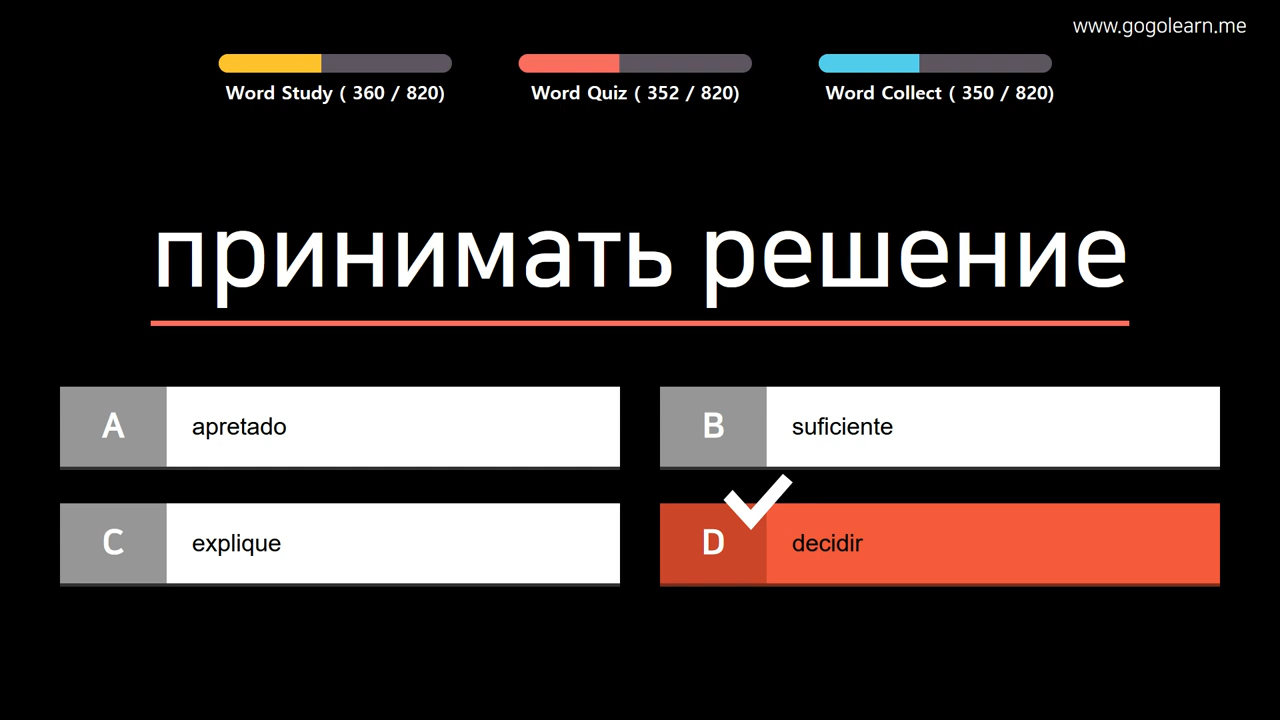 www.gogolearn.me
Word Study ( 360 / 820)
Word Quiz ( 352 / 820)
Word Collect ( 350 / 820)
принимать решение
A apretado
B suficiente
C explique
D decidir